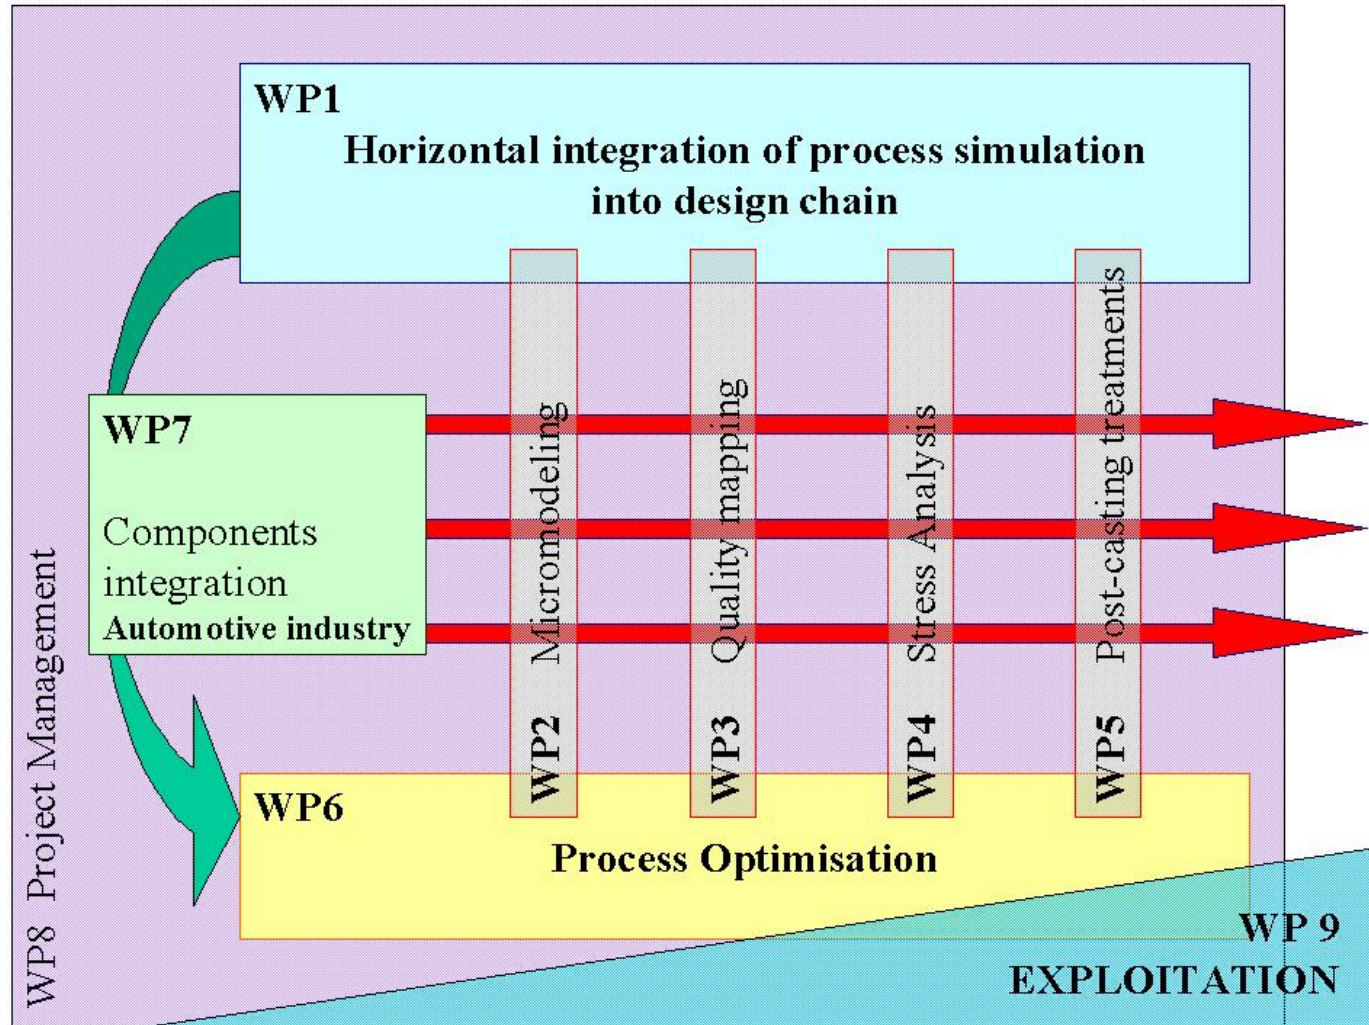 WP1
Horizontal integration of process simulation
into design chain
WP7
Components
integration
Automotive industry
WP2 Micromodeling
WP3 Quality mapping
WP4 Stress Analysis
WP5 Post-casting treatments
WP6
Process Optimisation
WP8 Project Management
WP 9
EXPLOITATION